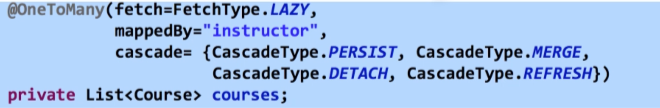 @OneToMany(fetch=FetchType.LAZY,
mappedBy="instructor",
cascade= {CascadeType.PERSIST, CascadeType.MERGE,
CascadeType.DETACH, CascadeType.REFRESH})
private List<Course> courses;